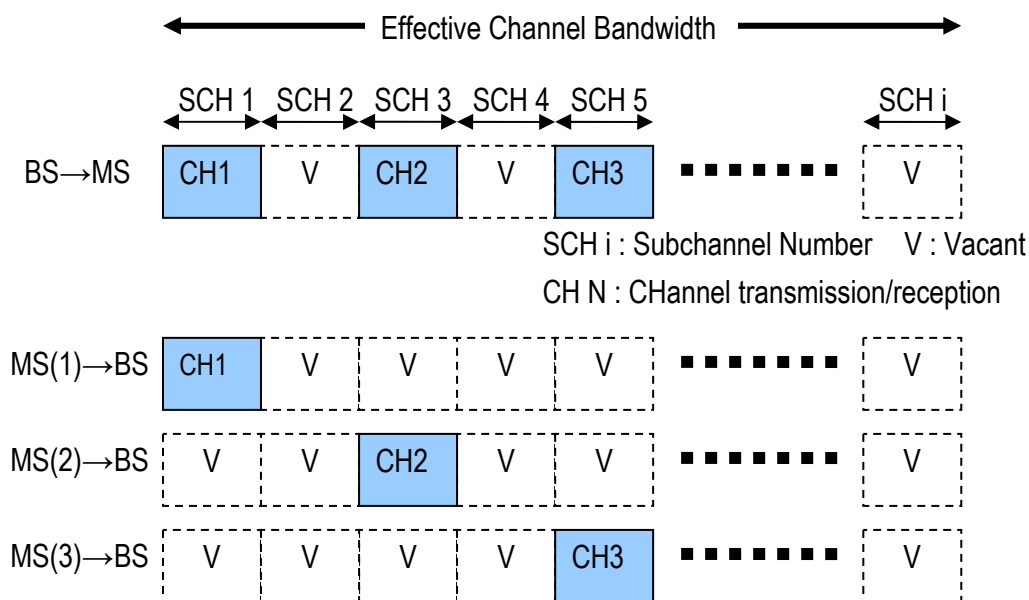 Effective Channel Bandwidth
SCH 1 SCH 2 SCH 3 SCH 4 SCH 5 SCH i
BS→MS CH1 V CH2 V CH3 V
SCH i : Subchannel Number V : Vacant
CH N : CHannel transmission/reception
MS(1)→BS CH1 V V V V V
MS(2)→BS V V CH2 V V V
MS(3)→BS V V V V CH3 V